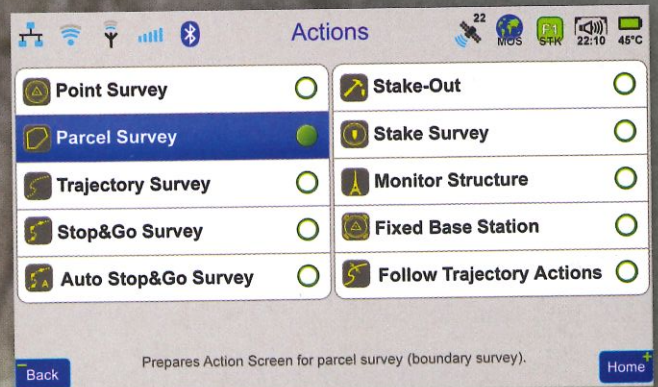 Actions
22
MOS
P1
STK
22:10
45°C
Point Survey
Parcel Survey
Trajectory Survey
Stop&Go Survey
A
Auto Stop&Go Survey
Stake-Out
Stake Survey
Monitor Structure
Fixed Base Station
Follow Trajectory Actions
Prepares Action Screen for parcel survey (boundary survey).
Back
Home